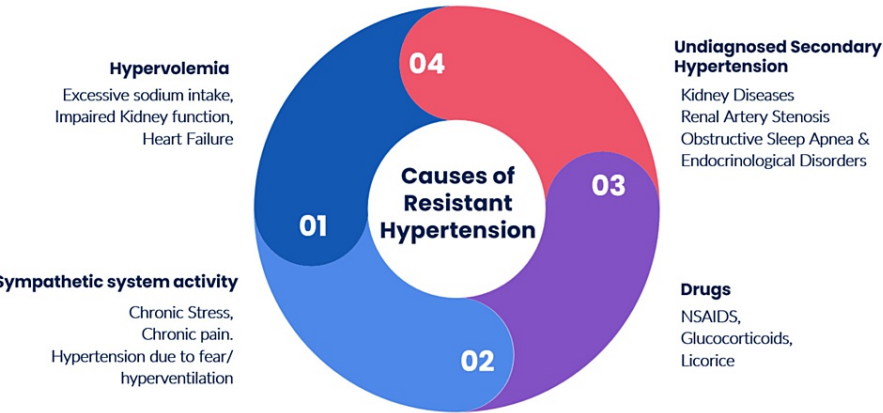 Hypervolemia
Excessive sodium intake,
Impaired Kidney function,
Heart Failure
04
Undiagnosed Secondary
Hypertension
Kidney Diseases
Renal Artery Stenosis
Obstructive Sleep Apnea &
Endocrinological Disorders
Causes of
Resistant
Hypertension
01
03
Sympathetic system activity
Chronic Stress,
Chronic pain.
Hypertension due to fear/
hyperventilation
02
Drugs
NSAIDS,
Glucocorticoids,
Licorice